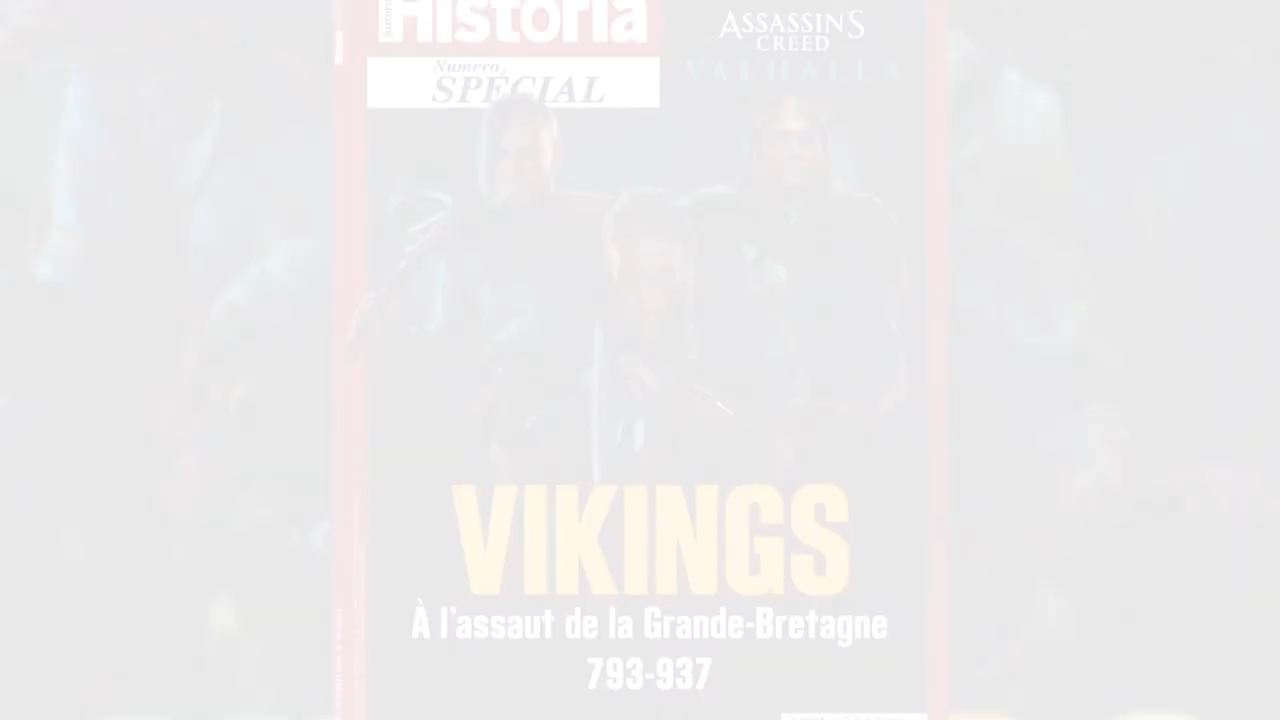 Historia
ASSASSIN'S
CREED
VALHALLA
Numéro
SPÉCIAL
VIKINGS
À l'assaut de la Grande-Bretagne
793-937